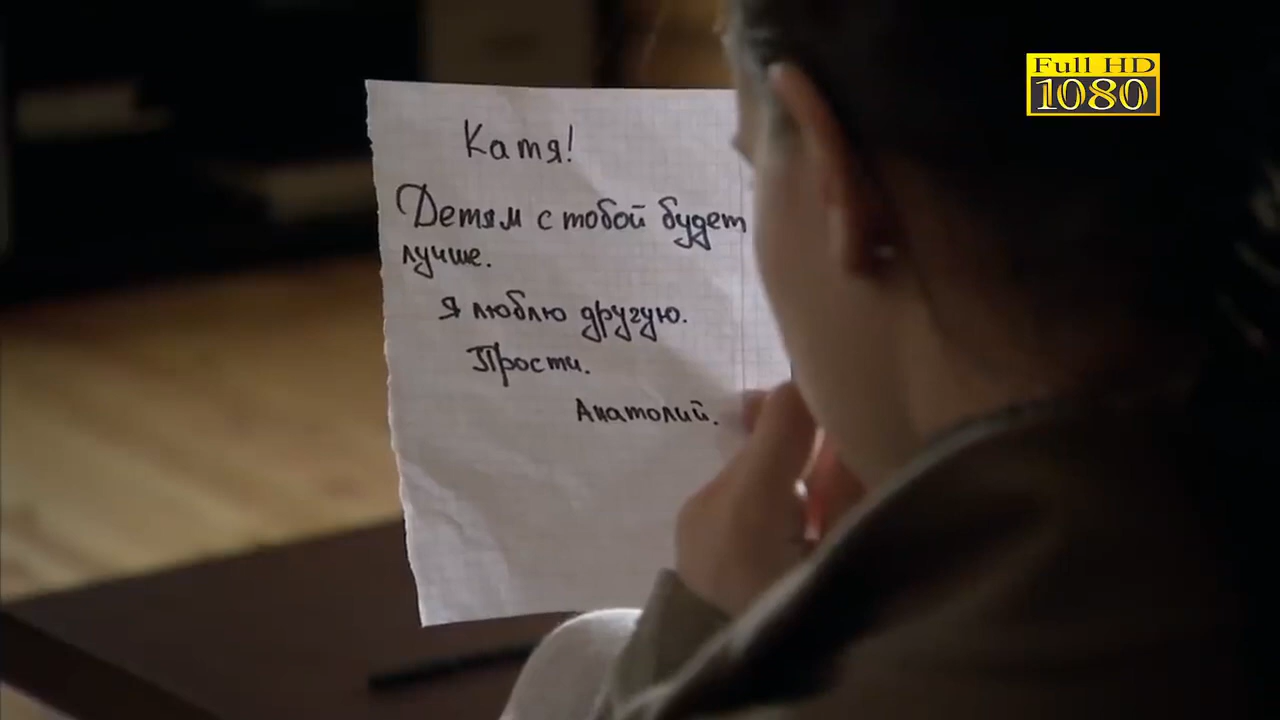 Full HD
1080
Катя!
Детям с тобой будет
лучше.
Я люблю другую.
Прости.
Анатолий.